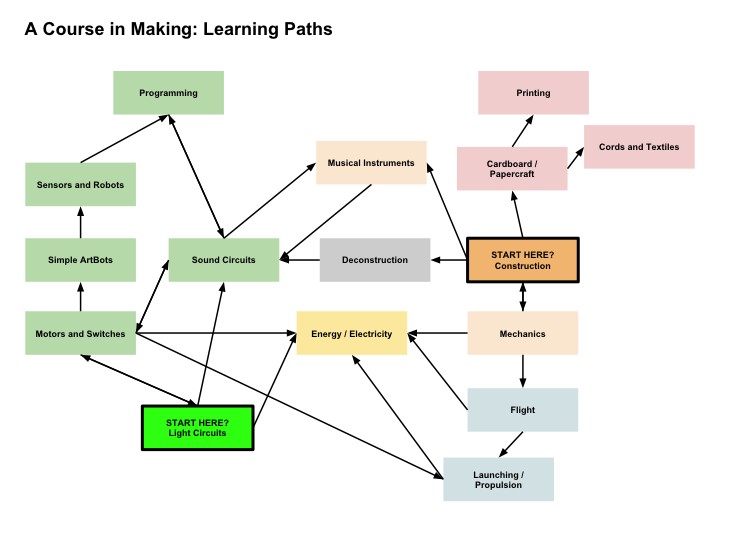 A Course in Making: Learning Paths
Programming
Printing
Cords and Textiles
Musical Instruments
Cardboard /
Papercraft
Sensors and Robots
Simple ArtBots
Sound Circuits
Deconstruction
START HERE?
Construction
Motors and Switches
Energy / Electricity
Mechanics
Flight
START HERE?
Light Circuits
Launching /
Propulsion